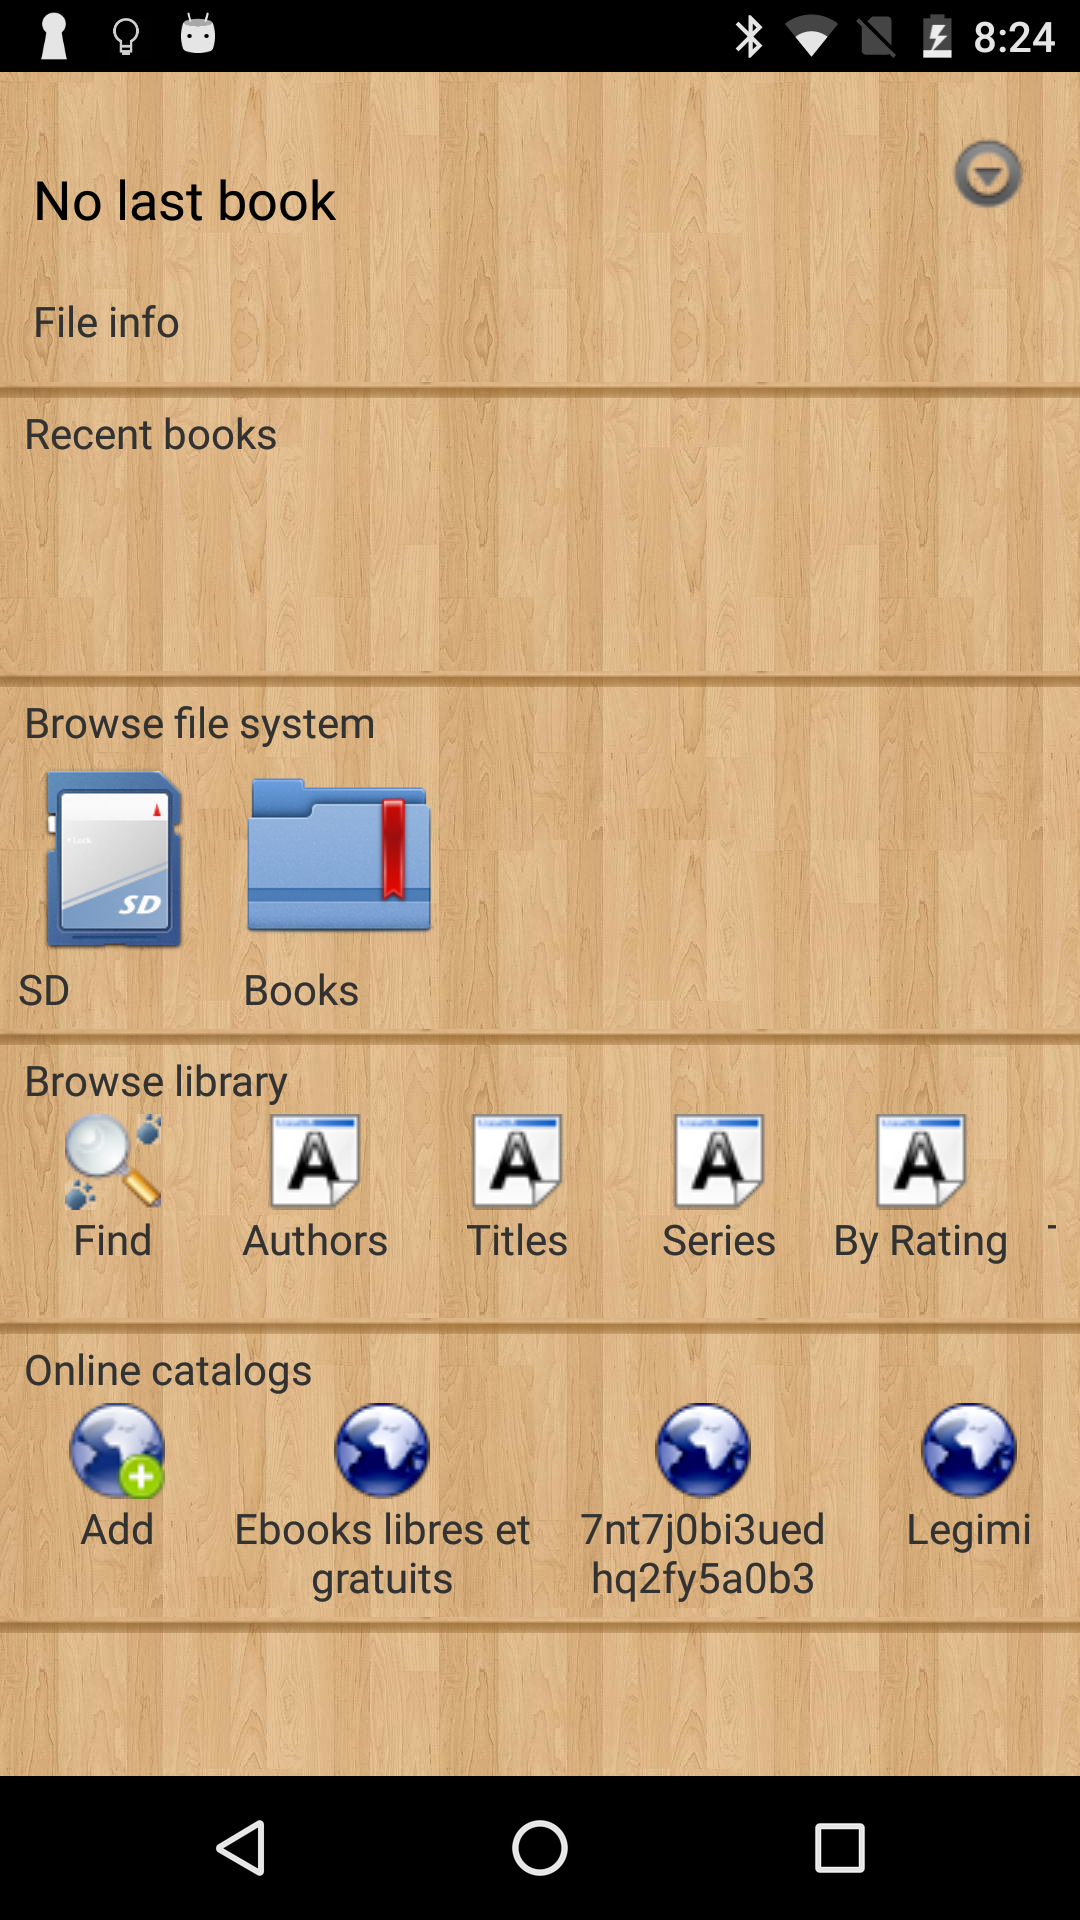 8:24
No last book
File info
Recent books
Browse file system
SD
SD
Books
Browse library
A
A
A
A
Find
Authors
Titles
Series
By Rating
Online catalogs
Add
Ebooks libres et
gratuits
7nt7j0bi3ued
hq2fy5a0b3
Legimi